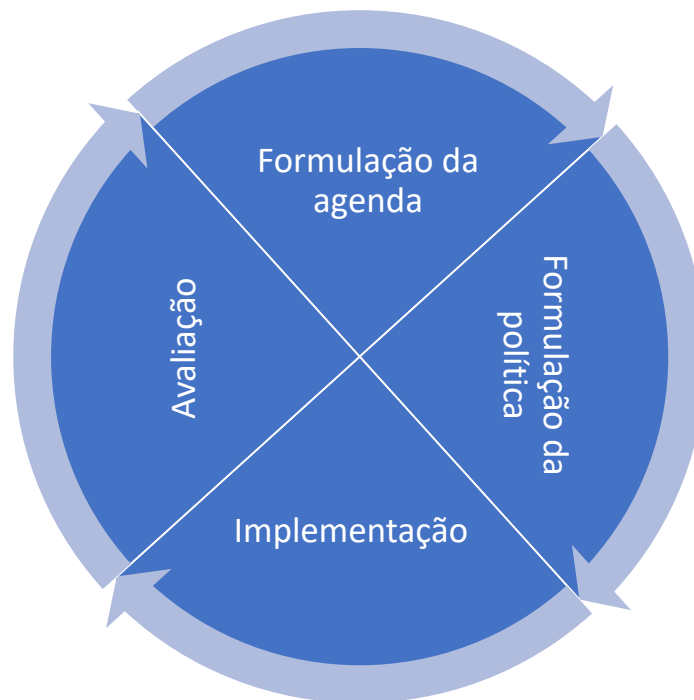 Formulação da
agenda
Formulação da
política
Implementação
Avaliação